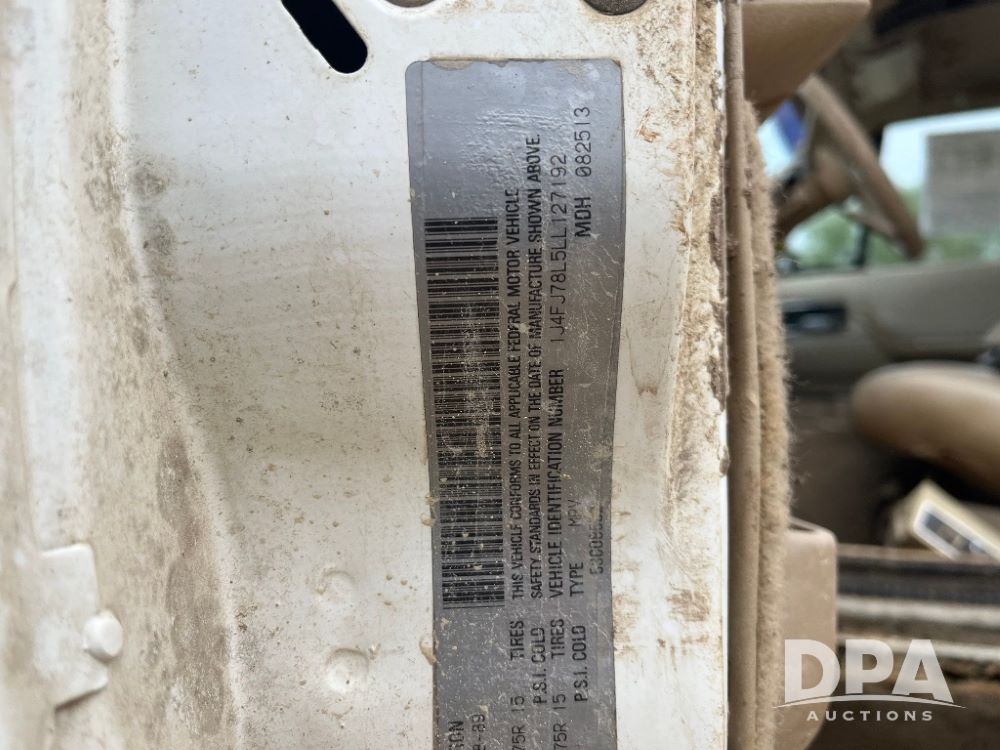 SON
-89
75R 15 TIRES THIS VEHICLE CONFORMS TO ALL APPLICABLE FEDERAL MOTOR VEHICLE
P.S.I. COLD SAFETY STANDARDS IN EFFECT ON THE DATE OF MANUFACTURE SHOWN ABOVE.
75R 15 TIRES VEHICLE IDENTIFICATION NUMBER 1J4FJ78L5LL127192
P.S.I. COLD TYPE MPV MDH 082513
DPA
AUCTIONS